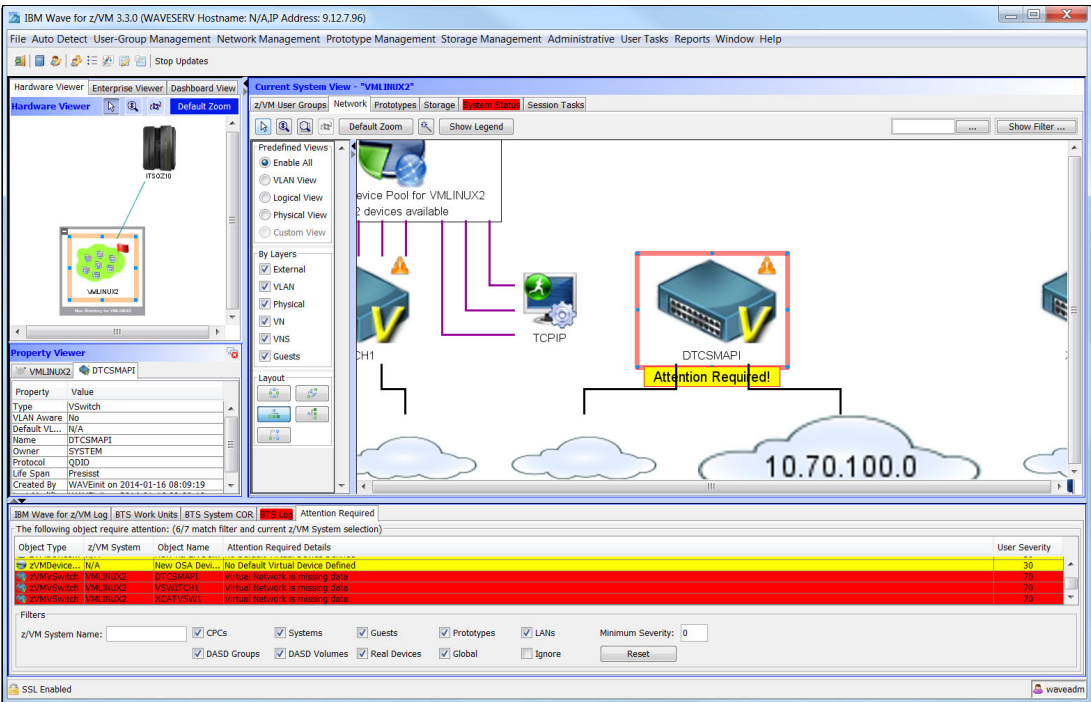 IBM Wave for z/VM 3.3.0 (WAVESERV Hostname: N/A,IP Address: 9.12.7.96)
File Auto Detect User-Group Management Network Management Prototype Management Storage Management Administrative User Tasks Reports Window Help
Stop Updates
Hardware Viewer Enterprise Viewer Dashboard View
Hardware Viewer Default Zoom
ITSOZ10
VMLINUX2
Property Viewer
VMLINUX2 DTCSMAPI
Property Value
Type VSwitch
VLAN Aware No
Default VL... N/A
Name DTCSMAPI
Owner SYSTEM
Protocol QDIO
Life Span Presisst
Created By WAVEinit on 2014-01-16 08:09:19
Current System View - "VMLINUX2"
z/VM User Groups Network Prototypes Storage System Status Session Tasks
Default Zoom Show Legend ... Show Filter ...
Predefined Views
Enable All
VLAN View
Logical View
Physical View
Custom View
By Layers
External
VLAN
Physical
VN
VNS
Guests
Layout
evice Pool for VMLINUX2
2 devices available
CH1
TCPIP
DTCSMAPI
Attention Required!
10.70.100.0
IBM Wave for z/VM Log BTS Work Units BTS System COR BTS Log Attention Required
The following object require attention: (6/7 match filter and current z/VM System selection)
Object Type z/VM System Object Name Attention Required Details User Severity
zVMDevice... N/A New OSA Devi... No Default Virtual Device Defined 30
zVMVSwitch VMLINUX2 DTCSMAPI Virtual Network is missing data 70
zVMVSwitch VMLINUX2 VSWITCH1 Virtual Network is missing data 70
zVMVSwitch VMLINUX2 XCATVSW1 Virtual Network is missing data 70
Filters
z/VM System Name: CPCs Systems Guests Prototypes LANs Minimum Severity: 0
DASD Groups DASD Volumes Real Devices Global Ignore Reset
SSL Enabled waveadm